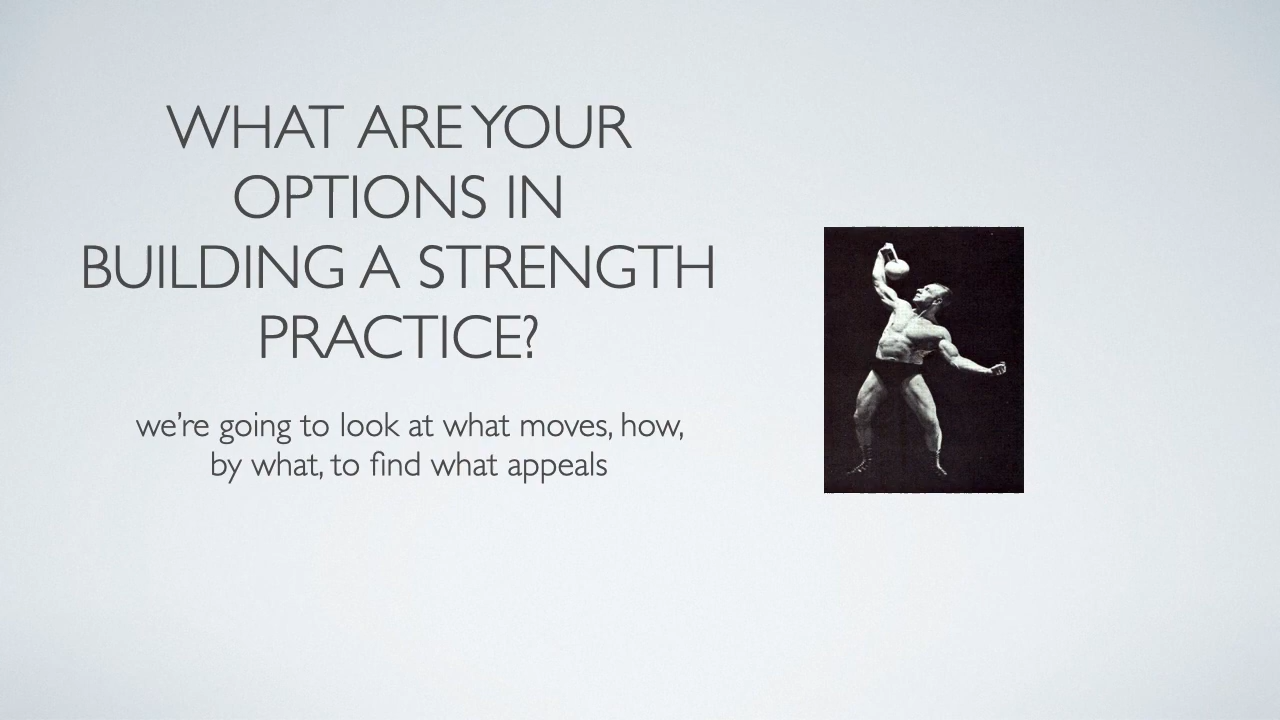 WHAT ARE YOUR
OPTIONS IN
BUILDING A STRENGTH
PRACTICE?
we’re going to look at what moves, how,
by what, to find what appeals